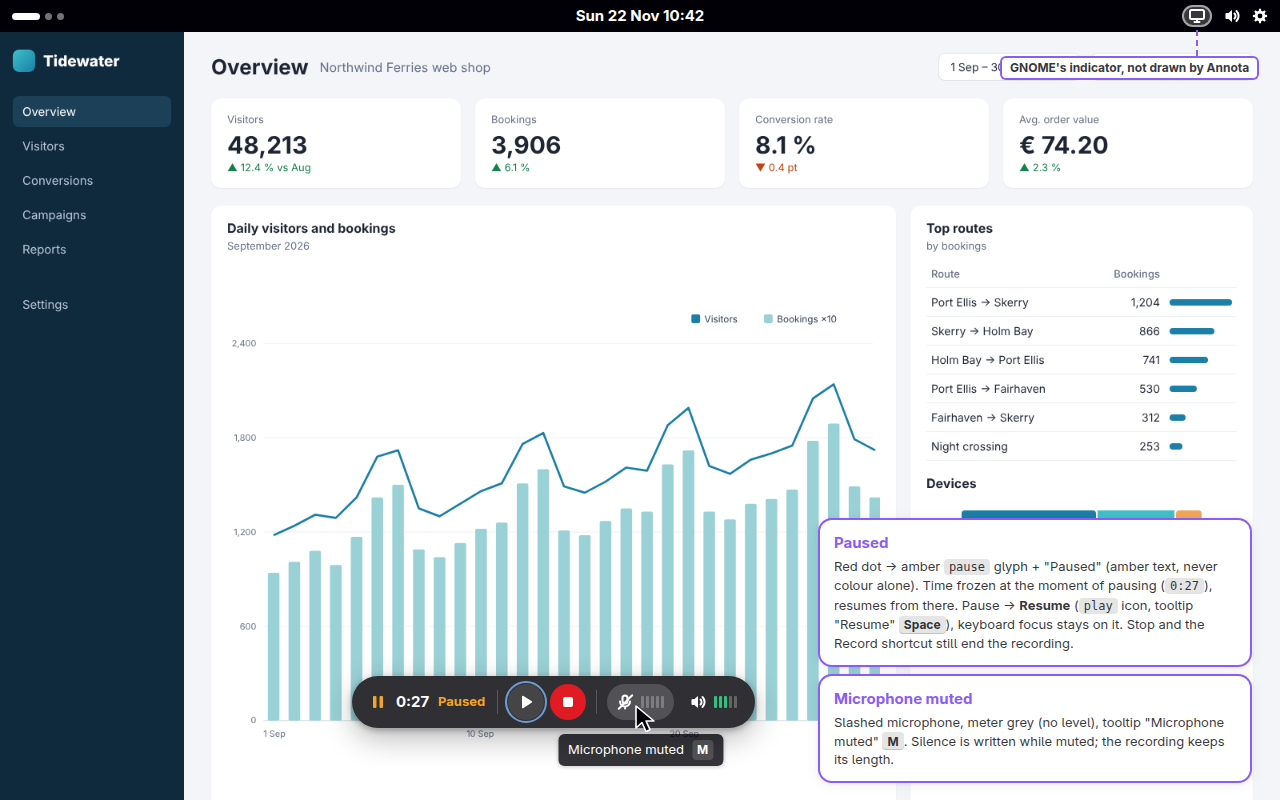 Sun 22 Nov 10:42
Tidewater
Overview
Visitors
Conversions
Campaigns
Reports
Settings
Overview Northwind Ferries web shop
1 Sep – 30
GNOME's indicator, not drawn by Annota
Visitors
48,213
▲ 12.4 % vs Aug
Bookings
3,906
▲ 6.1 %
Conversion rate
8.1 %
▼ 0.4 pt
Avg. order value
€ 74.20
▲ 2.3 %
Daily visitors and bookings
September 2026
Visitors Bookings ×10
2,400
1,800
1,200
600
0
1 Sep 10 Sep 20 Sep
Top routes
by bookings
Route Bookings
Port Ellis → Skerry 1,204
Skerry → Holm Bay 866
Holm Bay → Port Ellis 741
Port Ellis → Fairhaven 530
Fairhaven → Skerry 312
Night crossing 253
Devices
Paused
Red dot → amber pause glyph + "Paused" (amber text, never
colour alone). Time frozen at the moment of pausing (0:27),
resumes from there. Pause → Resume (play icon, tooltip
"Resume" Space), keyboard focus stays on it. Stop and the
Record shortcut still end the recording.
Microphone muted
Slashed microphone, meter grey (no level), tooltip "Microphone
muted" M. Silence is written while muted; the recording keeps
its length.
0:27 Paused
Microphone muted M